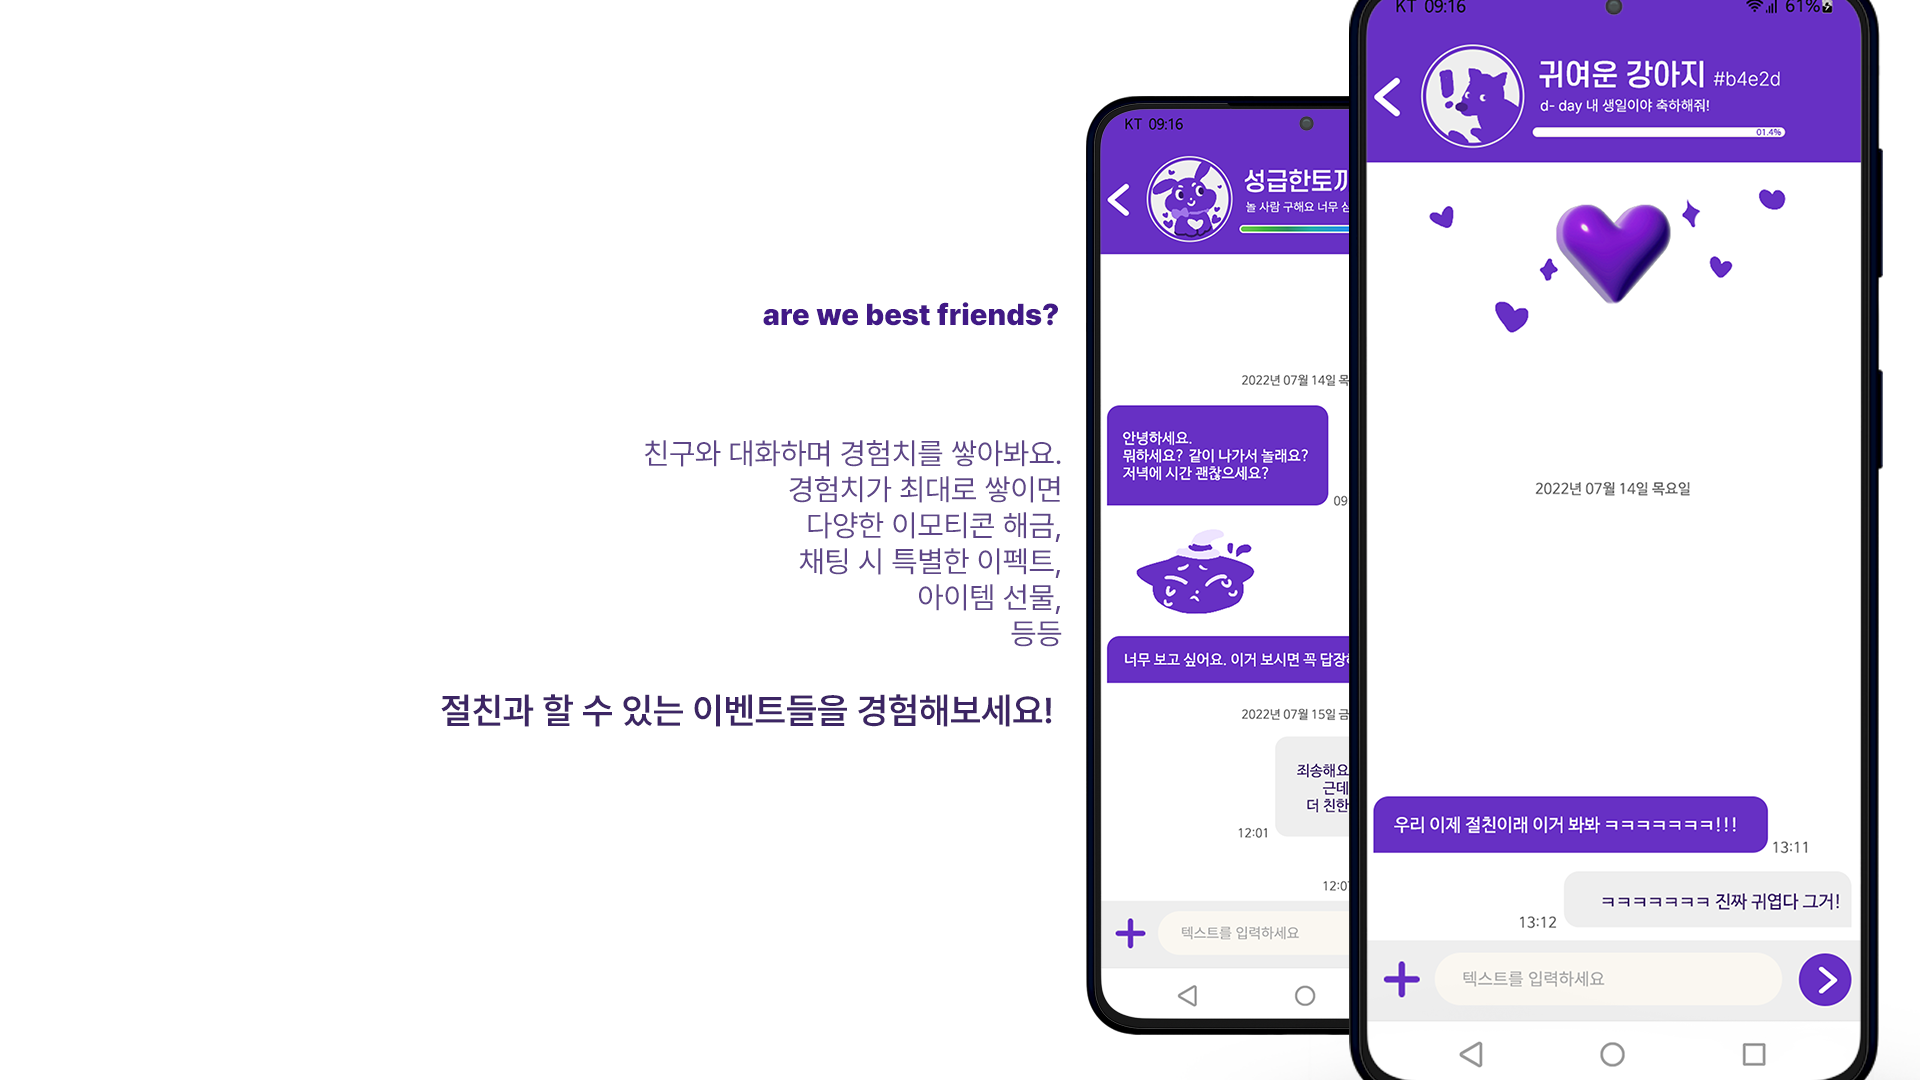 are we best friends?
친구와 대화하며 경험치를 쌓아봐요.
경험치가 최대로 쌓이면
다양한 이모티콘 해금,
채팅 시 특별한 이펙트,
아이템 선물,
등등
절친과 할 수 있는 이벤트들을 경험해보세요!
KT 09:16
성급한토끼
놀 사람 구해요 너무 심
2022년 07월 14일 목
안녕하세요.
뭐하세요? 같이 나가서 놀래요?
저녁에 시간 괜찮으세요?
09
너무 보고 싶어요. 이거 보시면 꼭 답장
2022년 07월 15일 금
죄송해요
근데
더 친한
12:01
12:07
텍스트를 입력하세요
KT 09:16
61%
귀여운 강아지 #b4e2d
d- day 내 생일이야 축하해줘!
01.4%
2022년 07월 14일 목요일
우리 이제 절친이래 이거 봐봐 ㅋㅋㅋㅋㅋㅋㅋ!!!
13:11
ㅋㅋㅋㅋㅋㅋㅋ 진짜 귀엽다 그거!
13:12
텍스트를 입력하세요